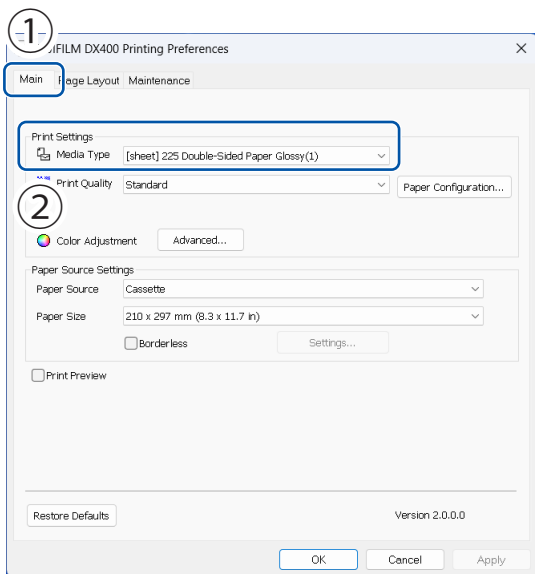 1
IFILM DX400 Printing Preferences
Main Page Layout Maintenance
Print Settings
Media Type [sheet] 225 Double-Sided Paper Glossy(1)
Print Quality Standard Paper Configuration...
2
Color Adjustment Advanced...
Paper Source Settings
Paper Source Cassette
Paper Size 210 x 297 mm (8.3 x 11.7 in)
Borderless Settings...
Print Preview
Restore Defaults Version 2.0.0.0
OK Cancel Apply